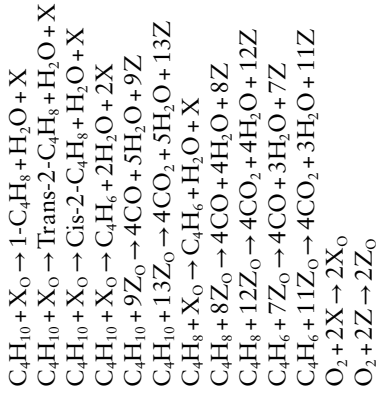 C₄H₁₀ + X_O → 1-C₄H₈ + H₂O + X
C₄H₁₀ + X_O → Trans-2-C₄H₈ + H₂O + X
C₄H₁₀ + X_O → Cis-2-C₄H₈ + H₂O + X
C₄H₁₀ + X_O → C₄H₆ + 2H₂O + 2X
C₄H₁₀ + 9Z_O → 4CO + 5H₂O + 9Z
C₄H₁₀ + 13Z_O → 4CO₂ + 5H₂O + 13Z
C₄H₈ + X_O → C₄H₆ + H₂O + X
C₄H₈ + 8Z_O → 4CO + 4H₂O + 8Z
C₄H₈ + 12Z_O → 4CO₂ + 4H₂O + 12Z
C₄H₆ + 7Z_O → 4CO + 3H₂O + 7Z
C₄H₆ + 11Z_O → 4CO₂ + 3H₂O + 11Z
O₂ + 2X → 2X_O
O₂ + 2Z → 2Z_O